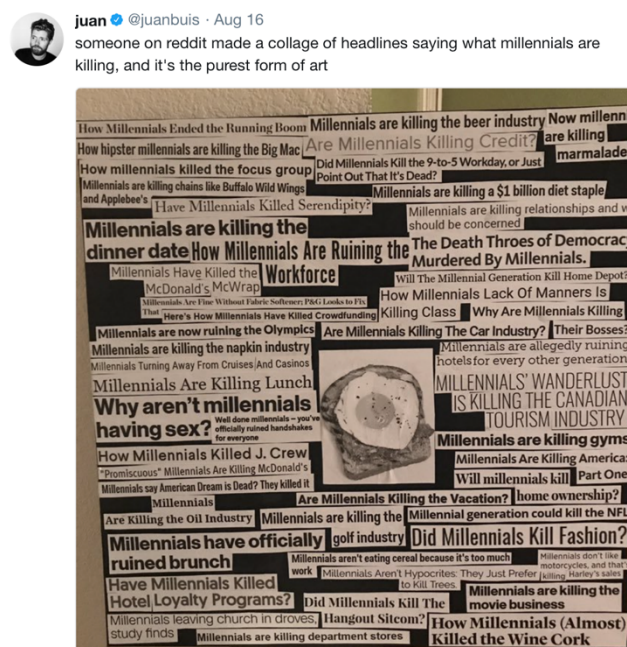 juan @juanbuis · Aug 16
someone on reddit made a collage of headlines saying what millennials are
killing, and it's the purest form of art
How Millennials Ended the Running Boom
Millennials are killing the beer industry
Now millenn
are killing
marmalade
How hipster millennials are killing the Big Mac
Are Millennials Killing Credit?
How millennials killed the focus group
Did Millennials Kill the 9-to-5 Workday, or Just
Point Out That It's Dead?
Millennials are killing chains like Buffalo Wild Wings
and Applebee's
Millennials are killing a $1 billion diet staple
Have Millennials Killed Serendipity?
Millennials are killing relationships and w
should be concerned
Millennials are killing the
dinner date
How Millennials Are Ruining the
Workforce
The Death Throes of Democrac
Murdered By Millennials.
Millennials Have Killed the
McDonald's McWrap
Will The Millennial Generation Kill Home Depot?
Millennials Are Fine Without Fabric Softener; P&G Looks to Fix
That
How Millennials Lack Of Manners Is
Killing Class
Here's How Millennials Have Killed Crowdfunding
Why Are Millennials Killing
Their Bosses?
Millennials are now ruining the Olympics
Are Millennials Killing The Car Industry?
Millennials are killing the napkin industry
Millennials are allegedly ruining
hotels for every other generation
Millennials Turning Away From Cruises And Casinos
Millennials Are Killing Lunch
MILLENNIALS' WANDERLUST
IS KILLING THE CANADIAN
TOURISM INDUSTRY
Why aren't millennials
having sex?
Well done millennials – you've
officially ruined handshakes
for everyone
Millennials are killing gyms
How Millennials Killed J. Crew
Millennials Are Killing America:
Part One
"Promiscuous" Millennials Are Killing McDonald's
Will millennials kill
home ownership?
Millennials say American Dream is Dead? They killed it
Millennials
Are Killing the Oil Industry
Are Millennials Killing the Vacation?
Millennials are killing the
golf industry
Millennial generation could kill the NFL
Millennials have officially
ruined brunch
Did Millennials Kill Fashion?
Millennials aren't eating cereal because it's too much
work
Millennials don't like
motorcycles, and that'
killing Harley's sales
Millennials Aren't Hypocrites: They Just Prefer
to Kill Trees.
Have Millennials Killed
Hotel Loyalty Programs?
Millennials are killing the
movie business
Did Millennials Kill The
Hangout Sitcom?
Millennials leaving church in droves,
study finds
How Millennials (Almost)
Killed the Wine Cork
Millennials are killing department stores